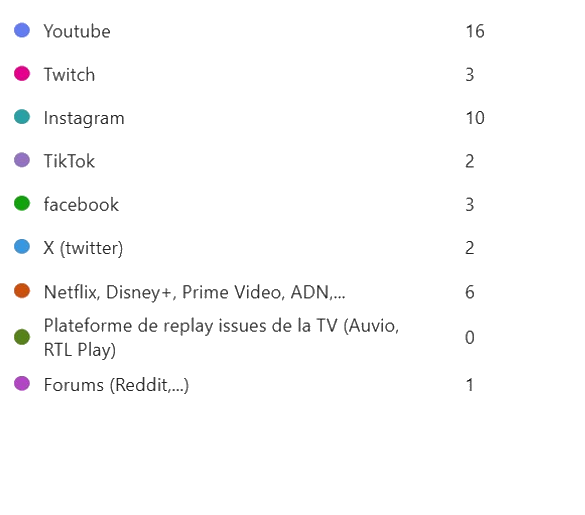 Youtube 16
Twitch 3
Instagram 10
TikTok 2
facebook 3
X (twitter) 2
Netflix, Disney+, Prime Video, ADN,... 6
Plateforme de replay issues de la TV (Auvio,
RTL Play) 0
Forums (Reddit,...) 1